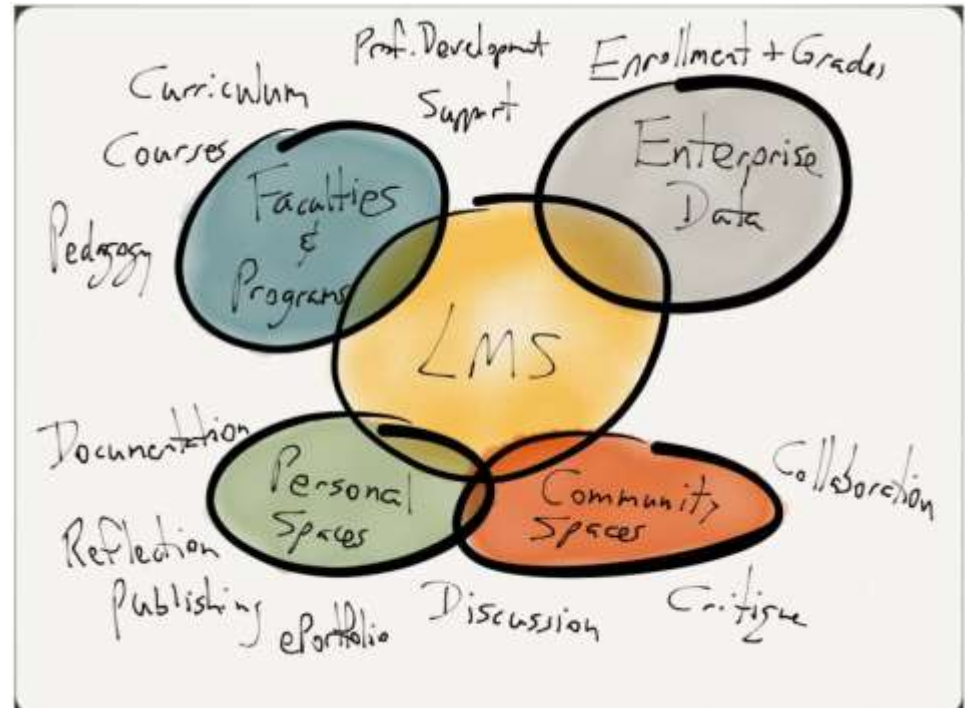 Prof. Development
Support
Enrollment + Grades
Curriculum
Courses
Pedagogy
Faculties
&
Programs
Enterprise
Data
LMS
Documentation
Reflection
Publishing
ePortfolio
Personal
Spaces
Community
Spaces
Discussion
Critique
Collaboration